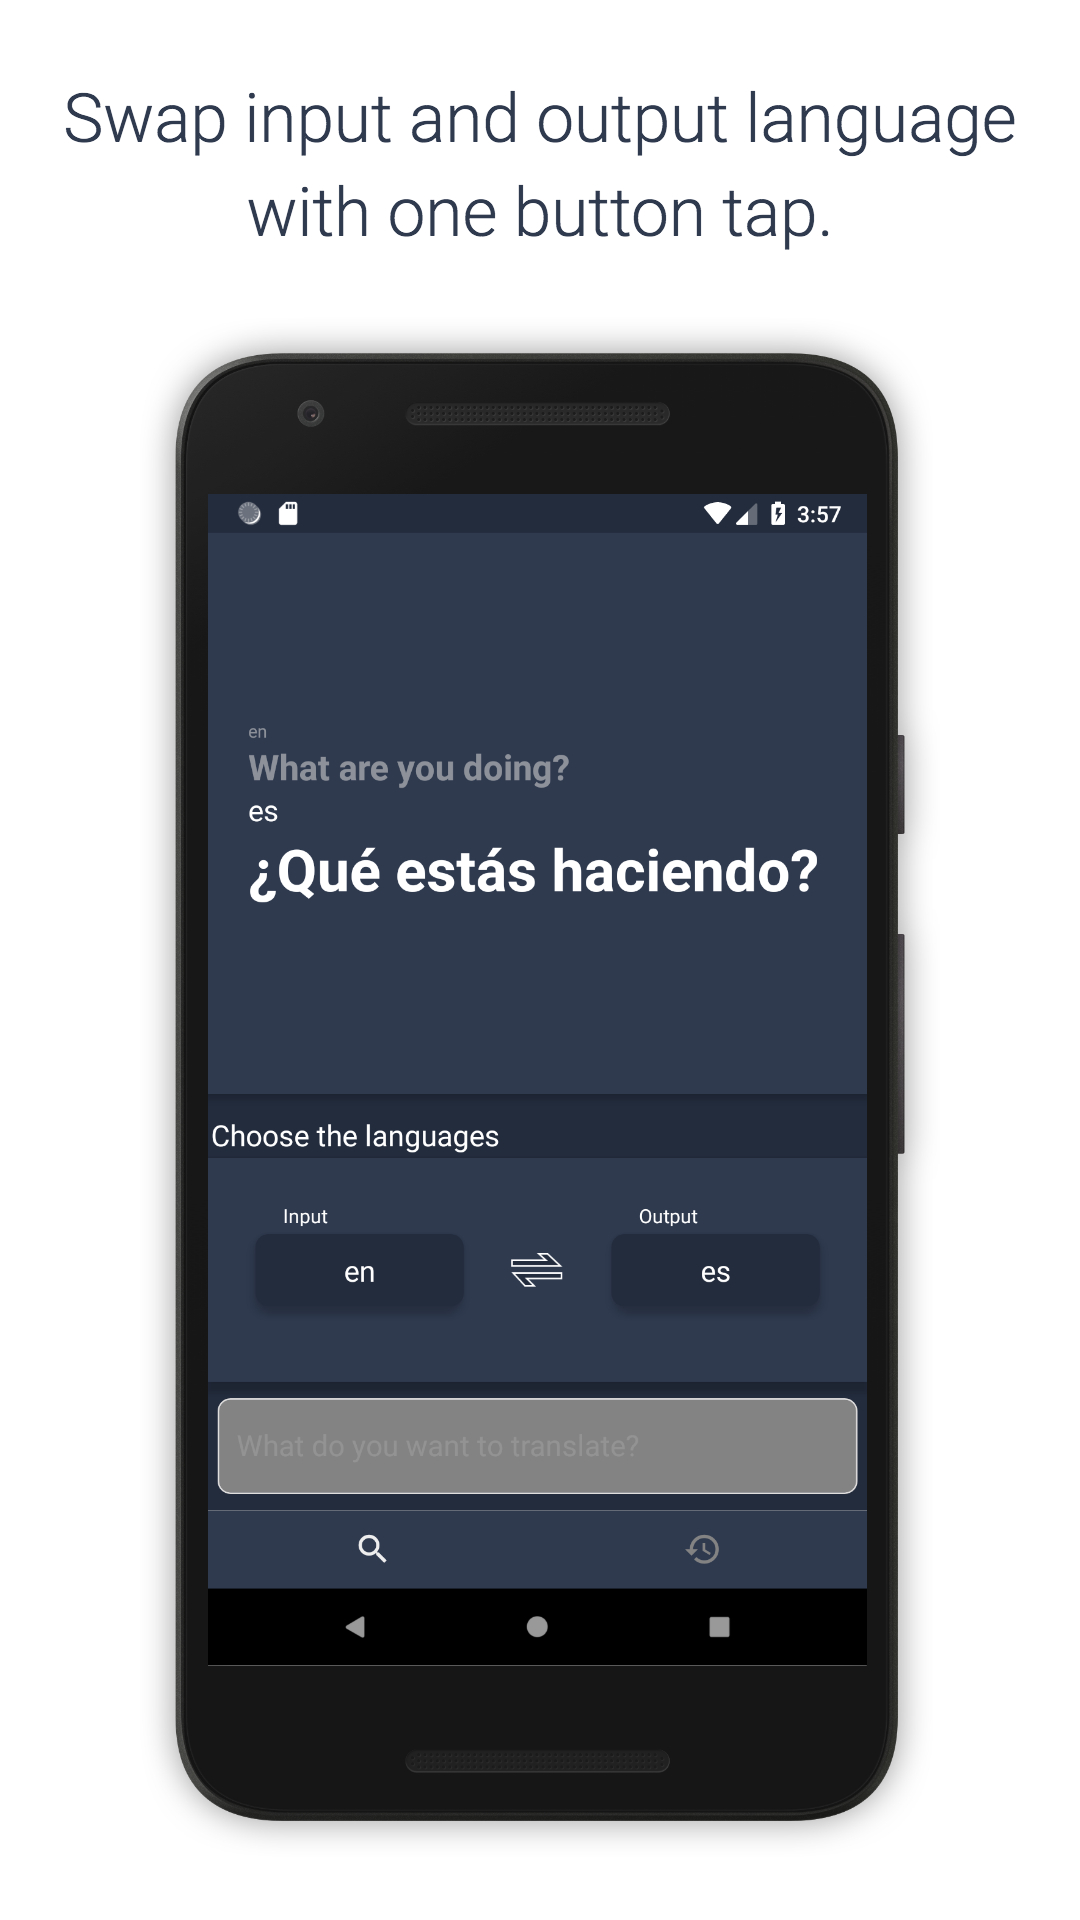 Swap input and output language
with one button tap.
3:57
en
What are you doing?
es
¿Qué estás haciendo?
Choose the languages
Input
Output
en
es
What do you want to translate?